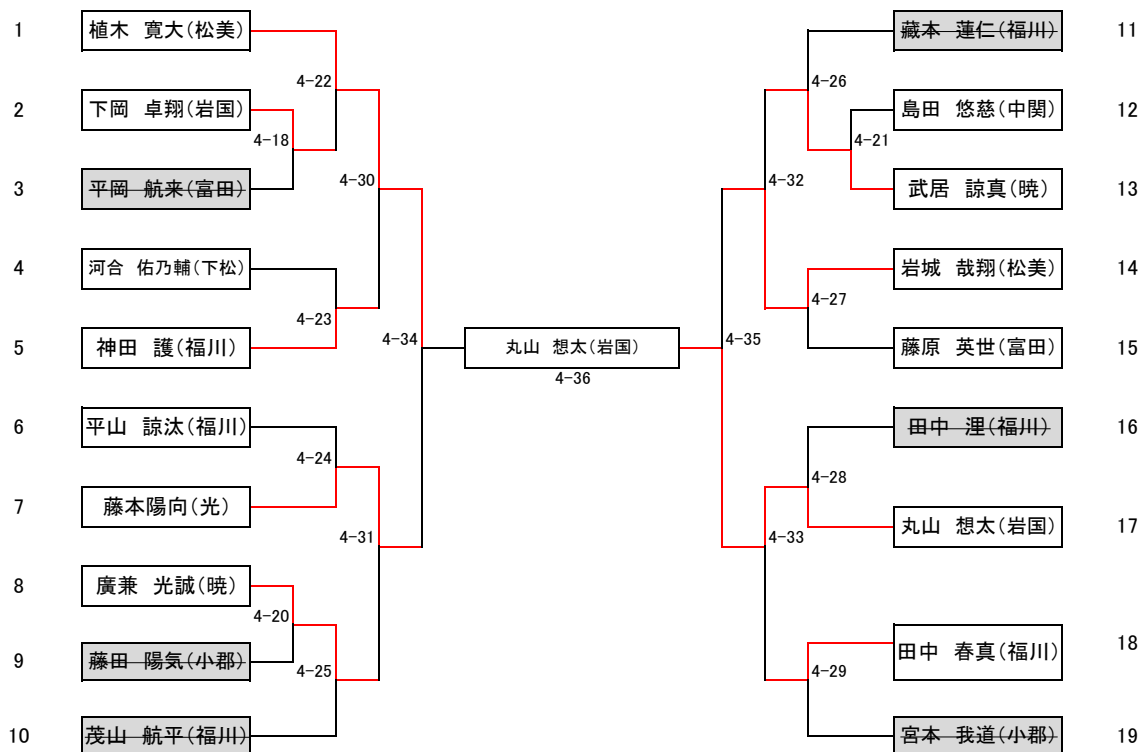 1 植木 寛大(松美)
2 下岡 卓翔(岩国)
3 平岡 航来(富田)
4 河合 佑乃輔(下松)
5 神田 護(福川)
6 平山 諒汰(福川)
7 藤本陽向(光)
8 廣兼 光誠(暁)
9 藤田 陽気(小郡)
10 茂山 航平(福川)
4-18
4-20
4-22
4-23
4-24
4-25
4-30
4-31
4-34
丸山 想太(岩国)
4-36
4-35
4-32
4-33
4-26
4-27
4-28
4-29
4-21
藏本 蓮仁(福川) 11
島田 悠慈(中関) 12
武居 諒真(暁) 13
岩城 哉翔(松美) 14
藤原 英世(富田) 15
田中 浬(福川) 16
丸山 想太(岩国) 17
田中 春真(福川) 18
宮本 我道(小郡) 19